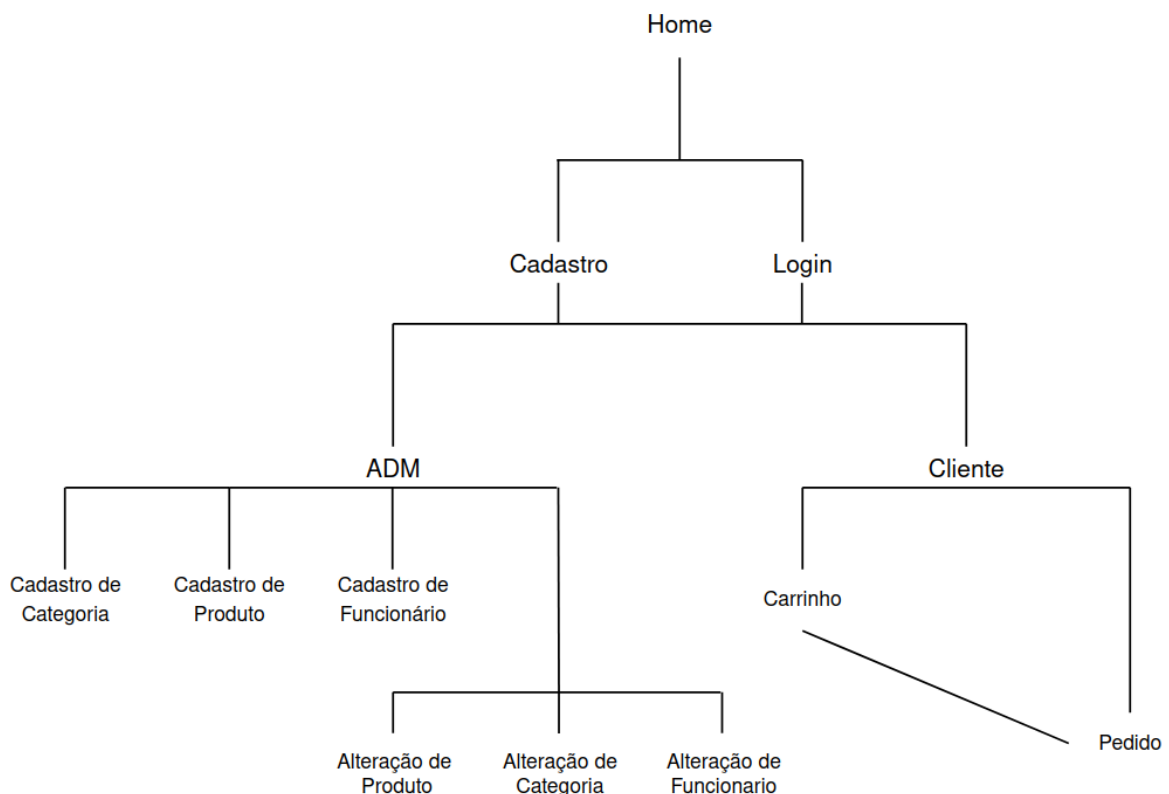 Home
Cadastro
Login
ADM
Cliente
Cadastro de
Categoria
Cadastro de
Produto
Cadastro de
Funcionário
Carrinho
Pedido
Alteração de
Produto
Alteração de
Categoria
Alteração de
Funcionario